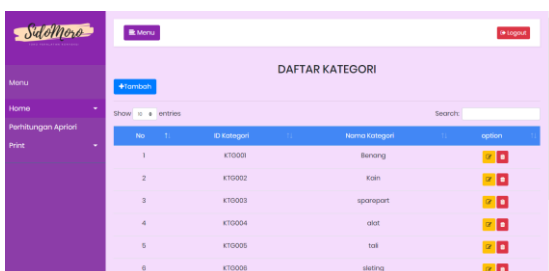 SidoMoro
Menu
Logout
DAFTAR KATEGORI
+Tambah
Menu
Home
Perhitungan Apriori
Print
Show entries
Search:
No ID Kategori Nama Kategori option
1 KTG001 Benang
2 KTG002 Koin
3 KTG003 sparepart
4 KTG004 alat
5 KTG005 tali
6 KTG006 sleting